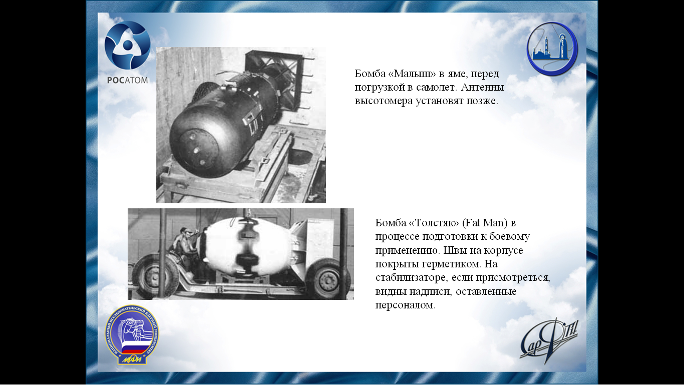 РОСАТОМ
Бомба «Малыш» в яме, перед
погрузкой в самолет. Антенны
высотомера установят позже.
Бомба «Толстяк» (Fat Man) в
процессе подготовки к боевому
применению. Швы на корпусе
покрыты герметиком. На
стабилизаторе, если присмотреться,
видны надписи, оставленные
персоналом.
СарФТИ